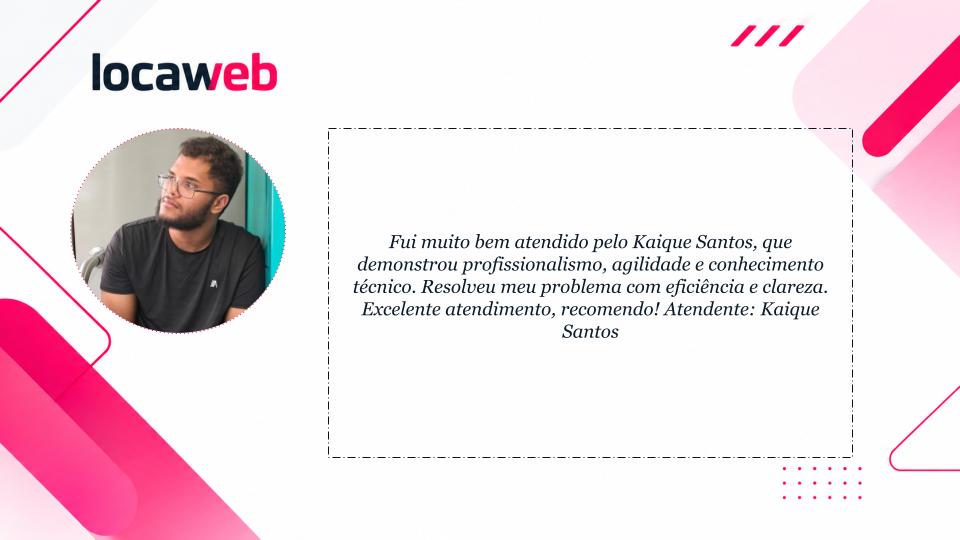 locaweb
Fui muito bem atendido pelo Kaique Santos, que
demonstrou profissionalismo, agilidade e conhecimento
técnico. Resolveu meu problema com eficiência e clareza.
Excelente atendimento, recomendo! Atendente: Kaique
Santos